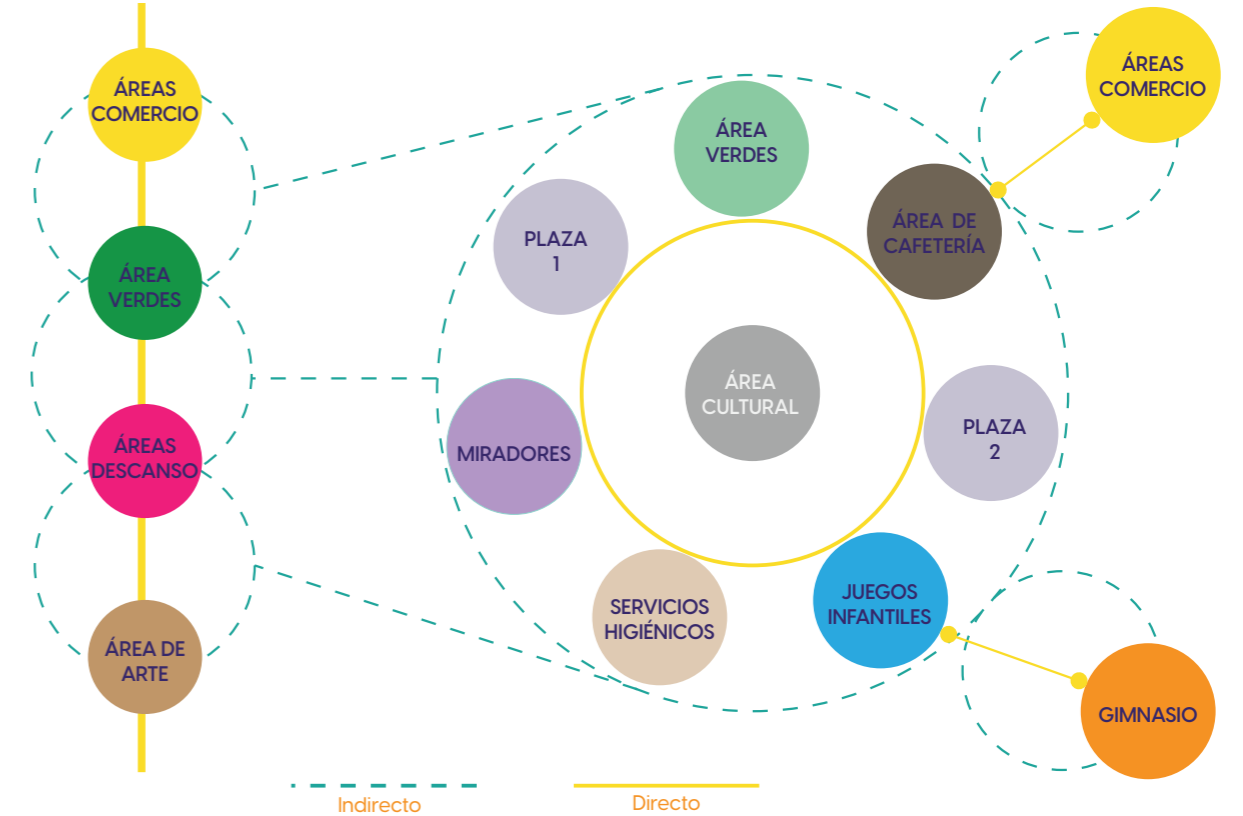 ÁREAS
COMERCIO
ÁREA
VERDES
ÁREAS
DESCANSO
ÁREA DE
ARTE
ÁREA
VERDES
PLAZA
1
ÁREA DE
CAFETERÍA
ÁREA
CULTURAL
MIRADORES
PLAZA
2
SERVICIOS
HIGIÉNICOS
JUEGOS
INFANTILES
ÁREAS
COMERCIO
GIMNASIO
Indirecto
Directo